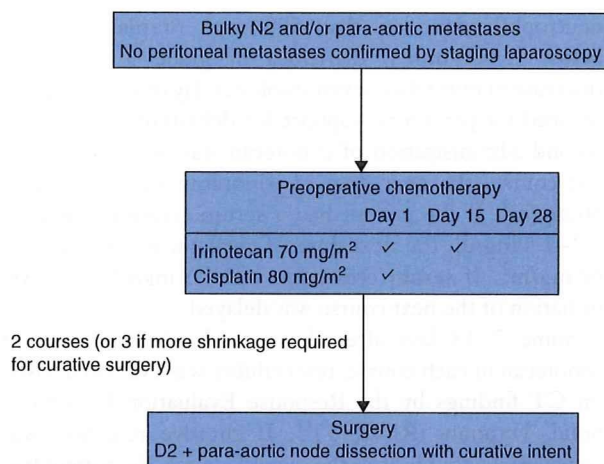 Bulky N2 and/or para-aortic metastases
No peritoneal metastases confirmed by staging laparoscopy
Preoperative chemotherapy
Day 1 Day 15 Day 28
Irinotecan 70 mg/m² ✓ ✓
Cisplatin 80 mg/m² ✓
2 courses (or 3 if more shrinkage required
for curative surgery)
Surgery
D2 + para-aortic node dissection with curative intent